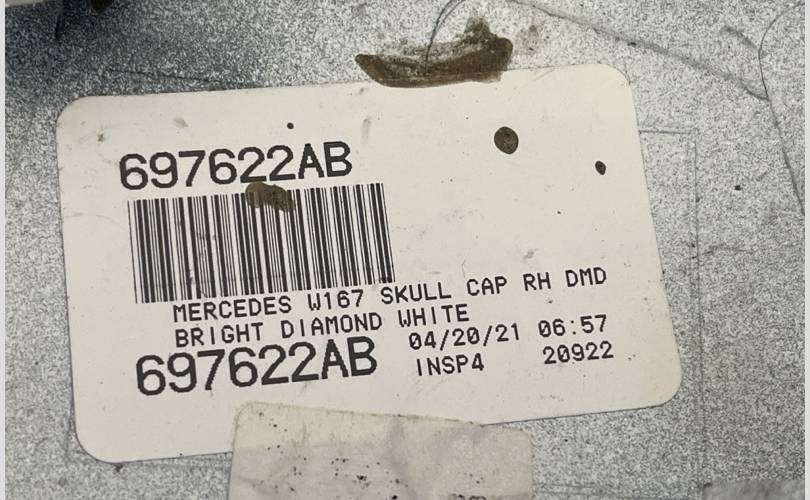 697622AB
MERCEDES W167 SKULL CAP RH DMD
BRIGHT DIAMOND WHITE
697622AB 04/20/21 06:57
INSP4 20922